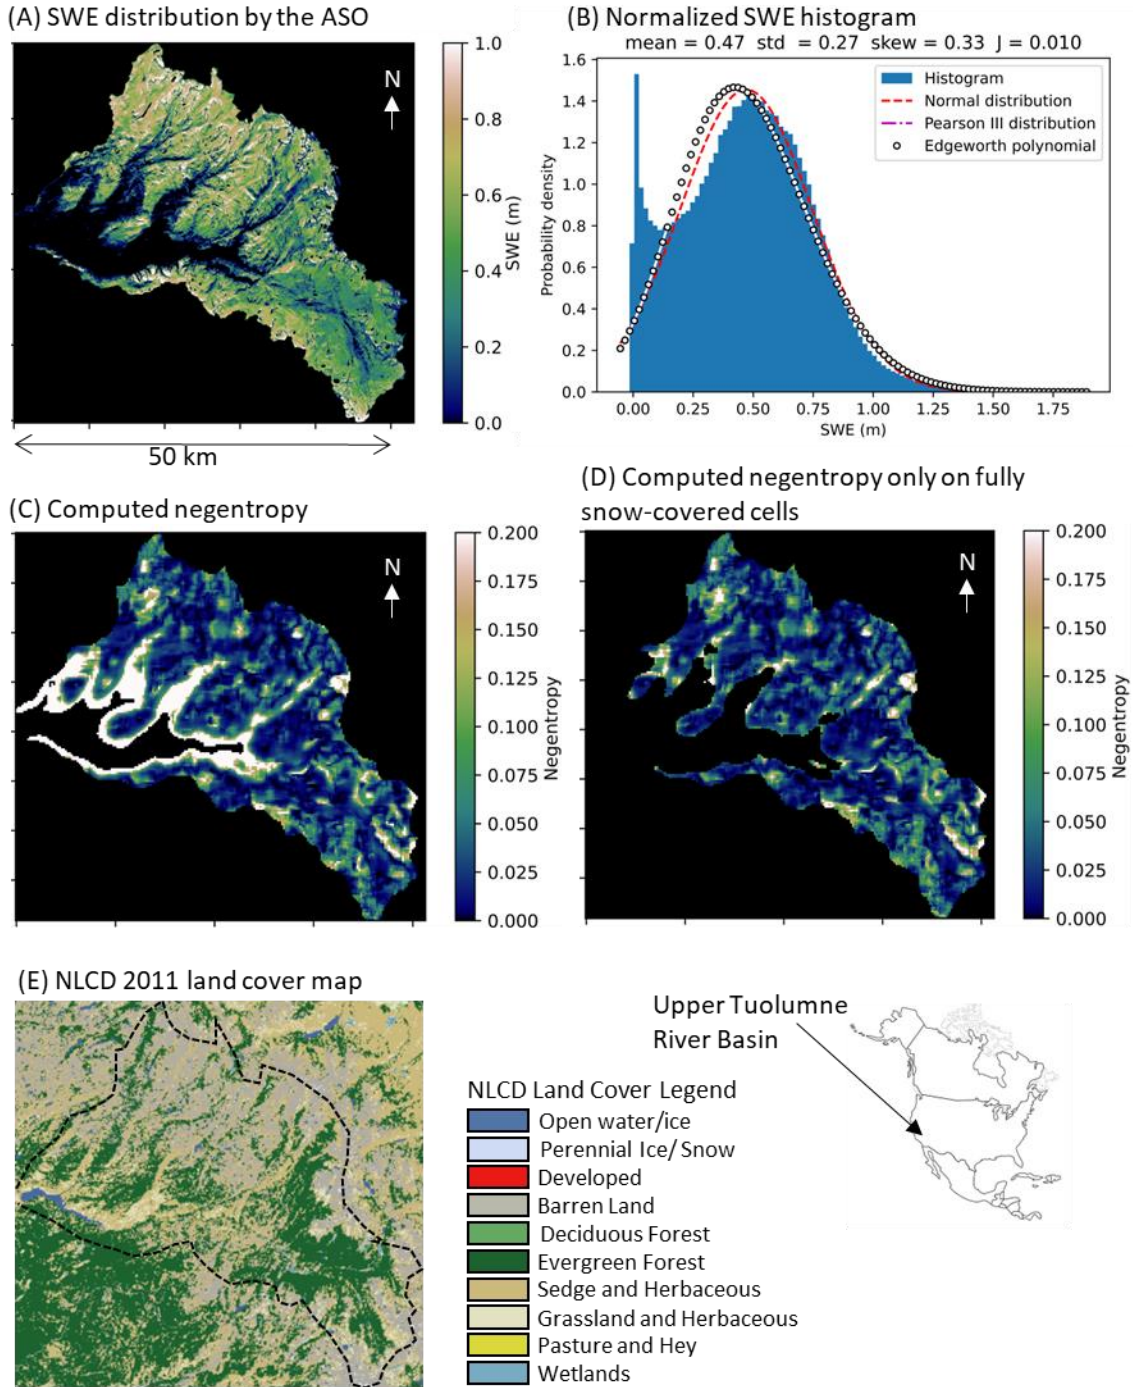 (A) SWE distribution by the ASO
N
1.0
0.8
0.6
0.4
0.2
0.0
SWE (m)
50 km
(B) Normalized SWE histogram
mean = 0.47 std = 0.27 skew = 0.33 J = 0.010
Histogram
Normal distribution
Pearson III distribution
Edgeworth polynomial
1.6
1.4
1.2
1.0
0.8
0.6
0.4
0.2
0.0
Probability density
0.00 0.25 0.50 0.75 1.00 1.25 1.50 1.75
SWE (m)
(C) Computed negentropy
N
0.200
0.175
0.150
0.125
0.100
0.075
0.050
0.025
0.000
Negentropy
(D) Computed negentropy only on fully
snow-covered cells
N
0.200
0.175
0.150
0.125
0.100
0.075
0.050
0.025
0.000
Negentropy
(E) NLCD 2011 land cover map
NLCD Land Cover Legend
Open water/ice
Perennial Ice/ Snow
Developed
Barren Land
Deciduous Forest
Evergreen Forest
Sedge and Herbaceous
Grassland and Herbaceous
Pasture and Hey
Wetlands
Upper Tuolumne
River Basin